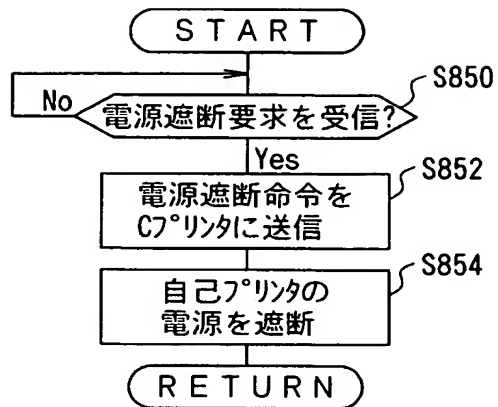 START
No
電源遮断要求を受信?
S850
Yes
電源遮断命令を
Cプリンタに送信
S852
自己プリンタの
電源を遮断
S854
RETURN